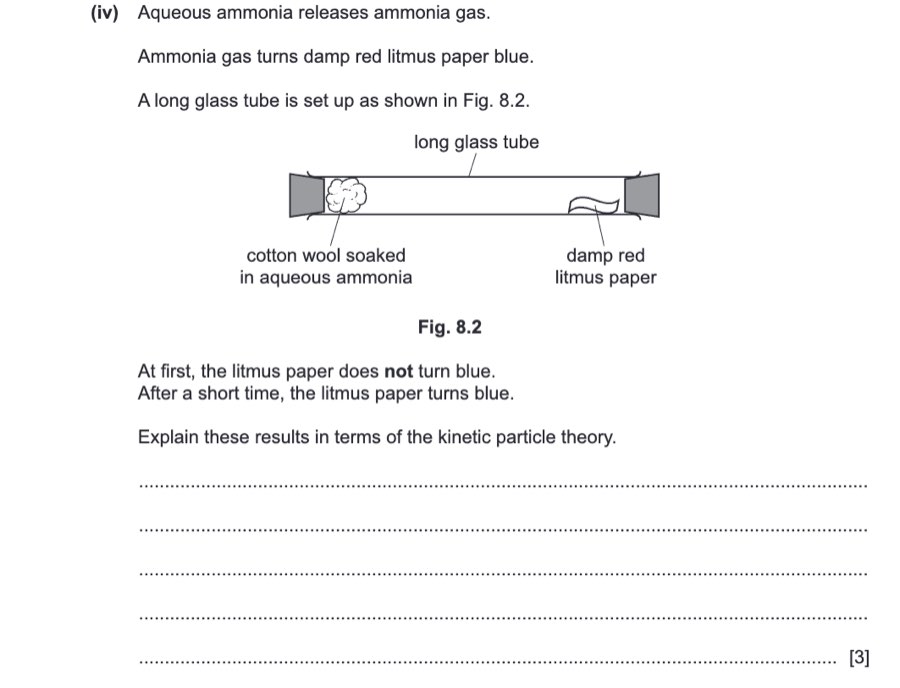 (iv) Aqueous ammonia releases ammonia gas.
Ammonia gas turns damp red litmus paper blue.
A long glass tube is set up as shown in Fig. 8.2.
long glass tube
cotton wool soaked
in aqueous ammonia
damp red
litmus paper
Fig. 8.2
At first, the litmus paper does not turn blue.
After a short time, the litmus paper turns blue.
Explain these results in terms of the kinetic particle theory.
[3]